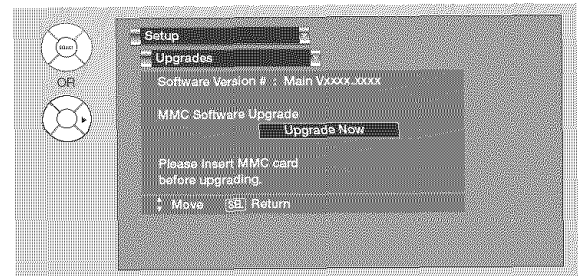 Setup
Upgrades
OR
Software Version # : Main Vxxxx.xxxx
MMC Software Upgrade
Upgrade Now
Please Insert MMC card
before upgrading.
Move SEL Return